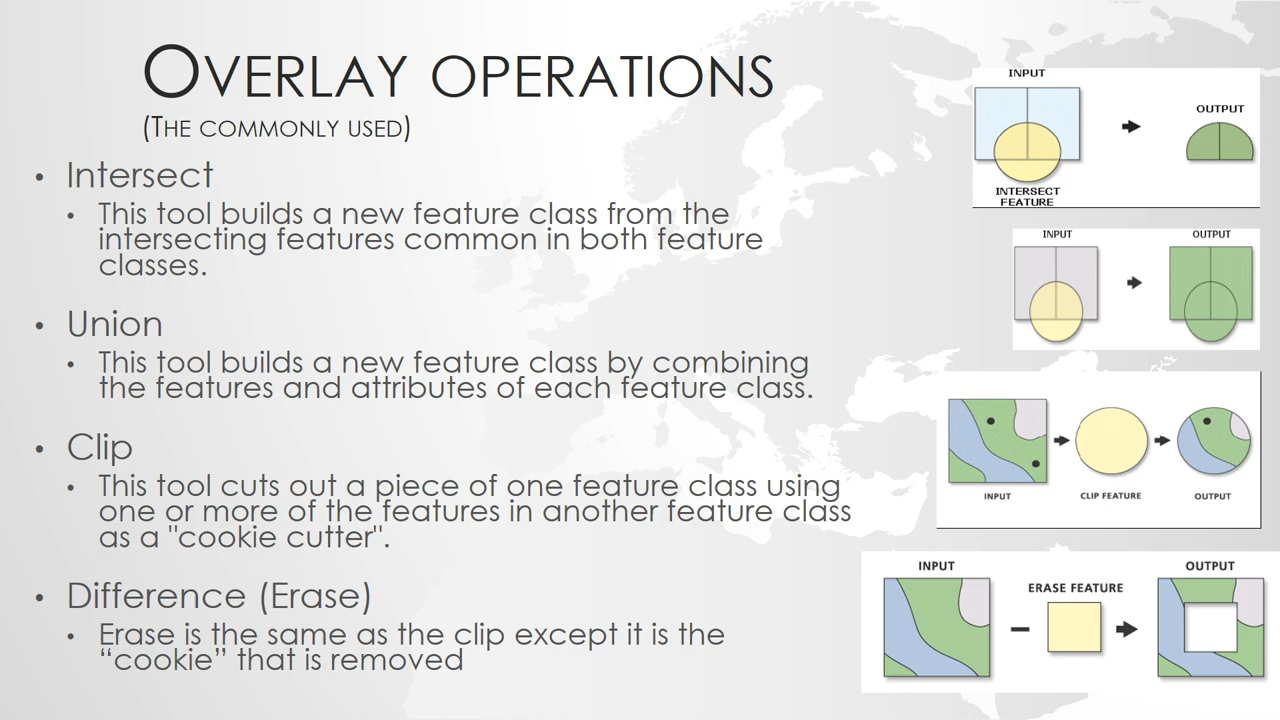 OVERLAY OPERATIONS
(THE COMMONLY USED)
• Intersect
• This tool builds a new feature class from the
intersecting features common in both feature
classes.
• Union
• This tool builds a new feature class by combining
the features and attributes of each feature class.
• Clip
• This tool cuts out a piece of one feature class using
one or more of the features in another feature class
as a "cookie cutter".
• Difference (Erase)
• Erase is the same as the clip except it is the
“cookie” that is removed
INPUT
OUTPUT
INTERSECT
FEATURE
INPUT
OUTPUT
INPUT
CLIP FEATURE
OUTPUT
INPUT
ERASE FEATURE
OUTPUT